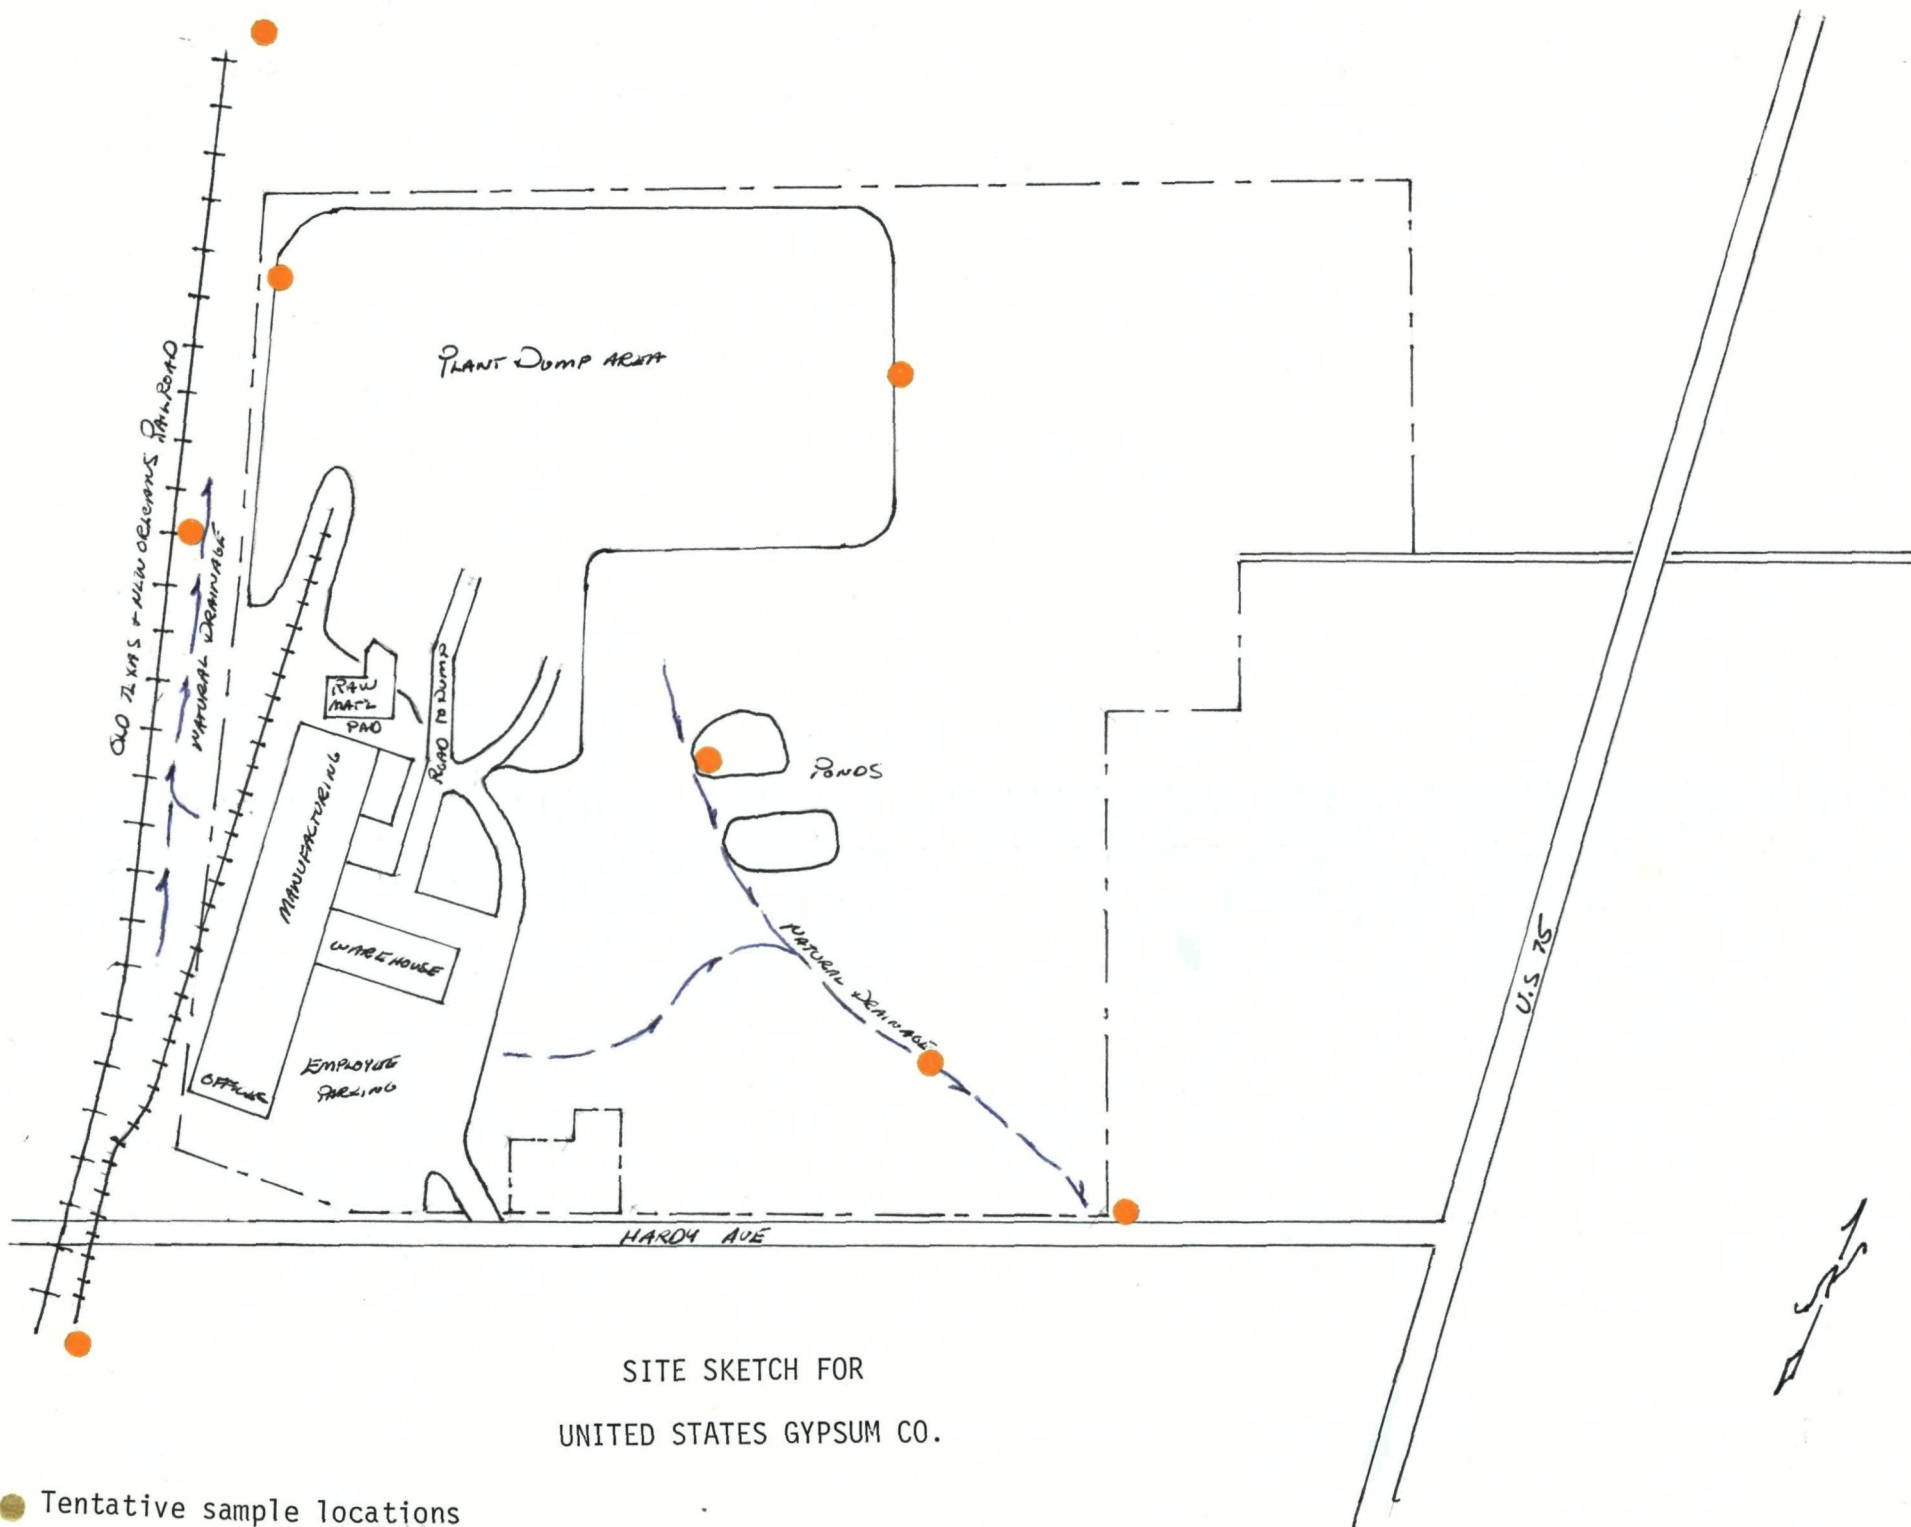 PLANT DUMP AREA
OLD TEXAS & NEW ORLEANS RAILROAD
NATURAL DRAINAGE
RAW
MAT'L
PAD
ROAD TO DUMP
PONDS
MANUFACTURING
WAREHOUSE
NATURAL DRAINAGE
U.S 75
EMPLOYEE
PARKING
OFFICE
HARDY AVE
N
SITE SKETCH FOR
UNITED STATES GYPSUM CO.
Tentative sample locations